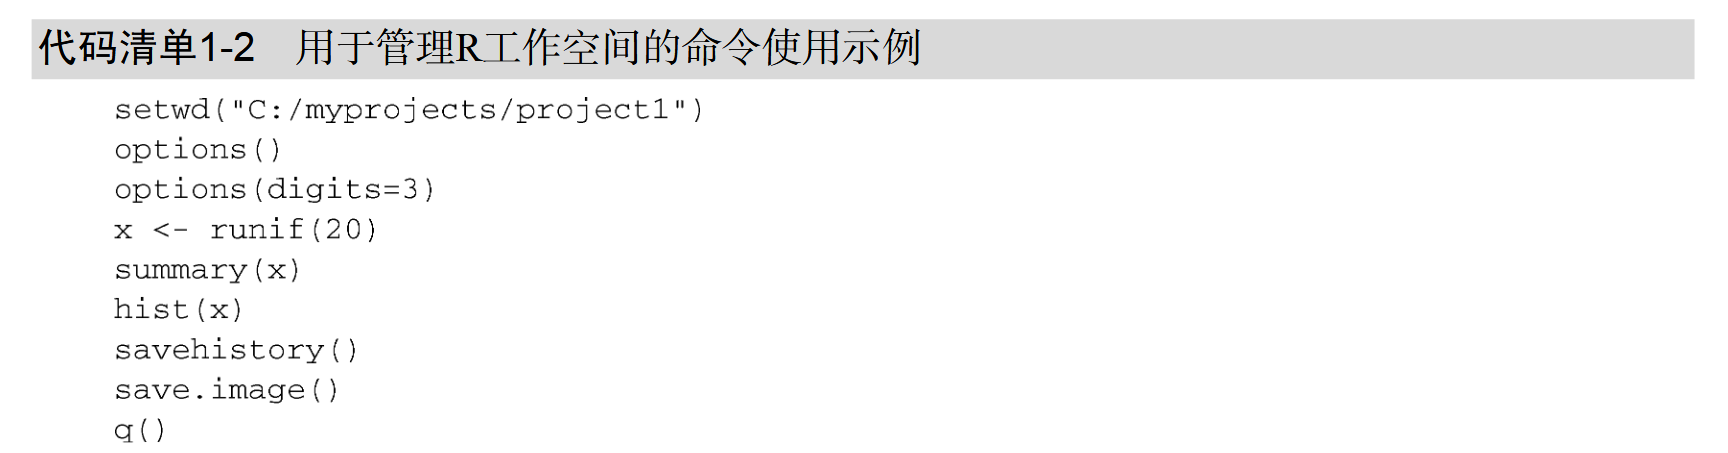 代码清单1-2 用于管理R工作空间的命令使用示例
setwd("C:/myprojects/project1")
options()
options(digits=3)
x <- runif(20)
summary(x)
hist(x)
savehistory()
save.image()
q()